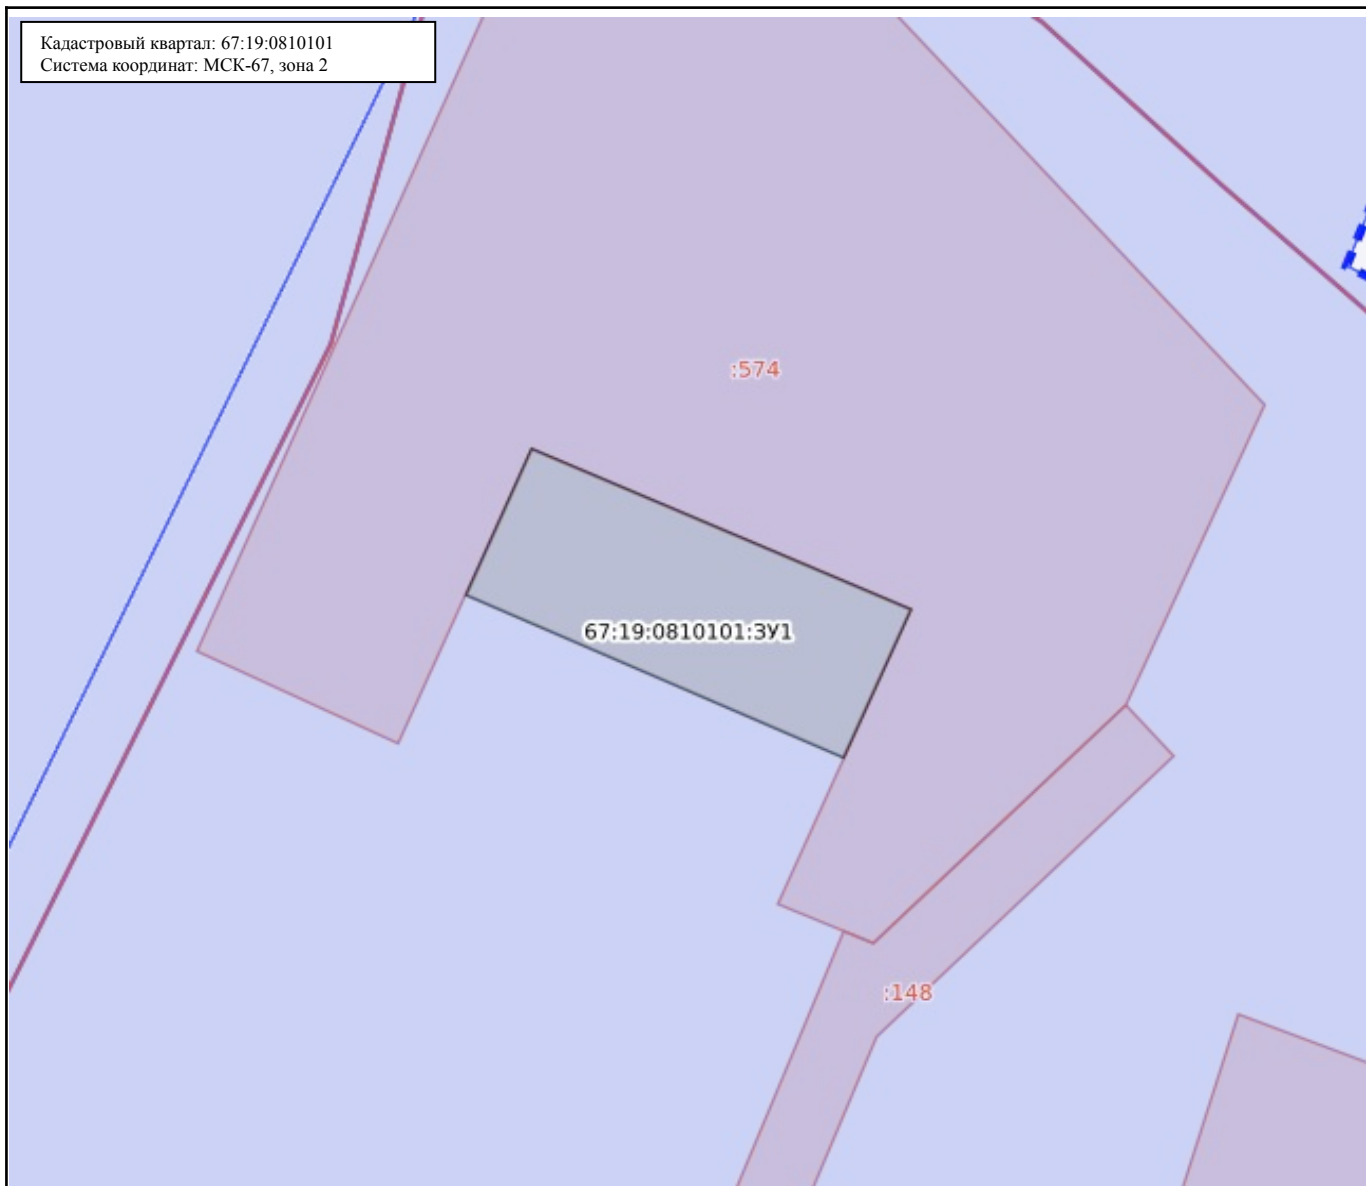 Кадастровый квартал: 67:19:0810101
Система координат: МСК-67, зона 2
:574
67:19:0810101:ЗУ1
:148